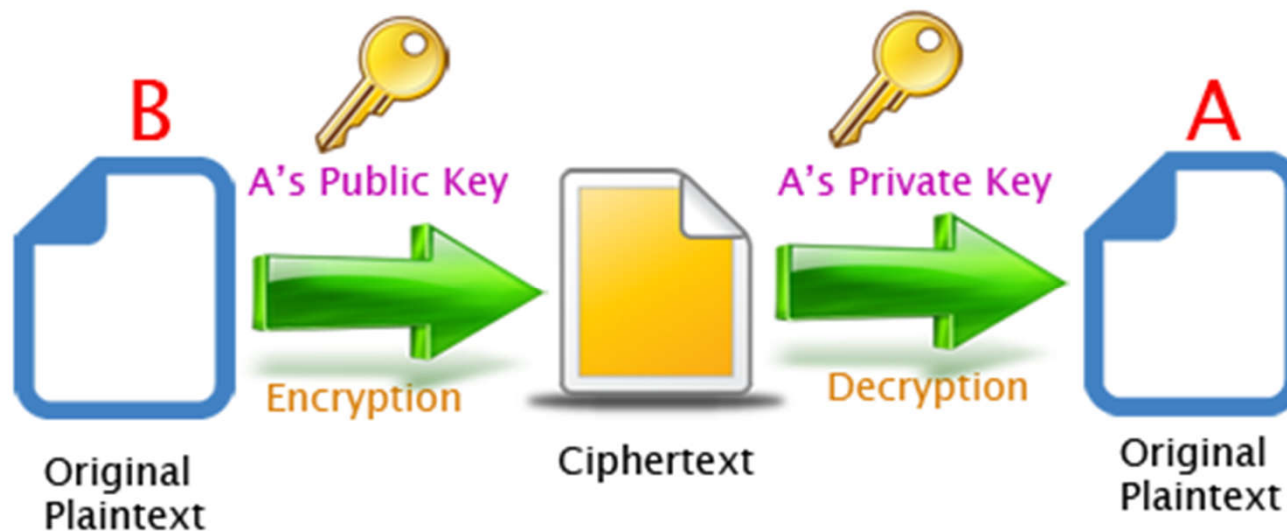 B
A
A's Public Key
A's Private Key
Encryption
Decryption
Original
Plaintext
Ciphertext
Original
Plaintext